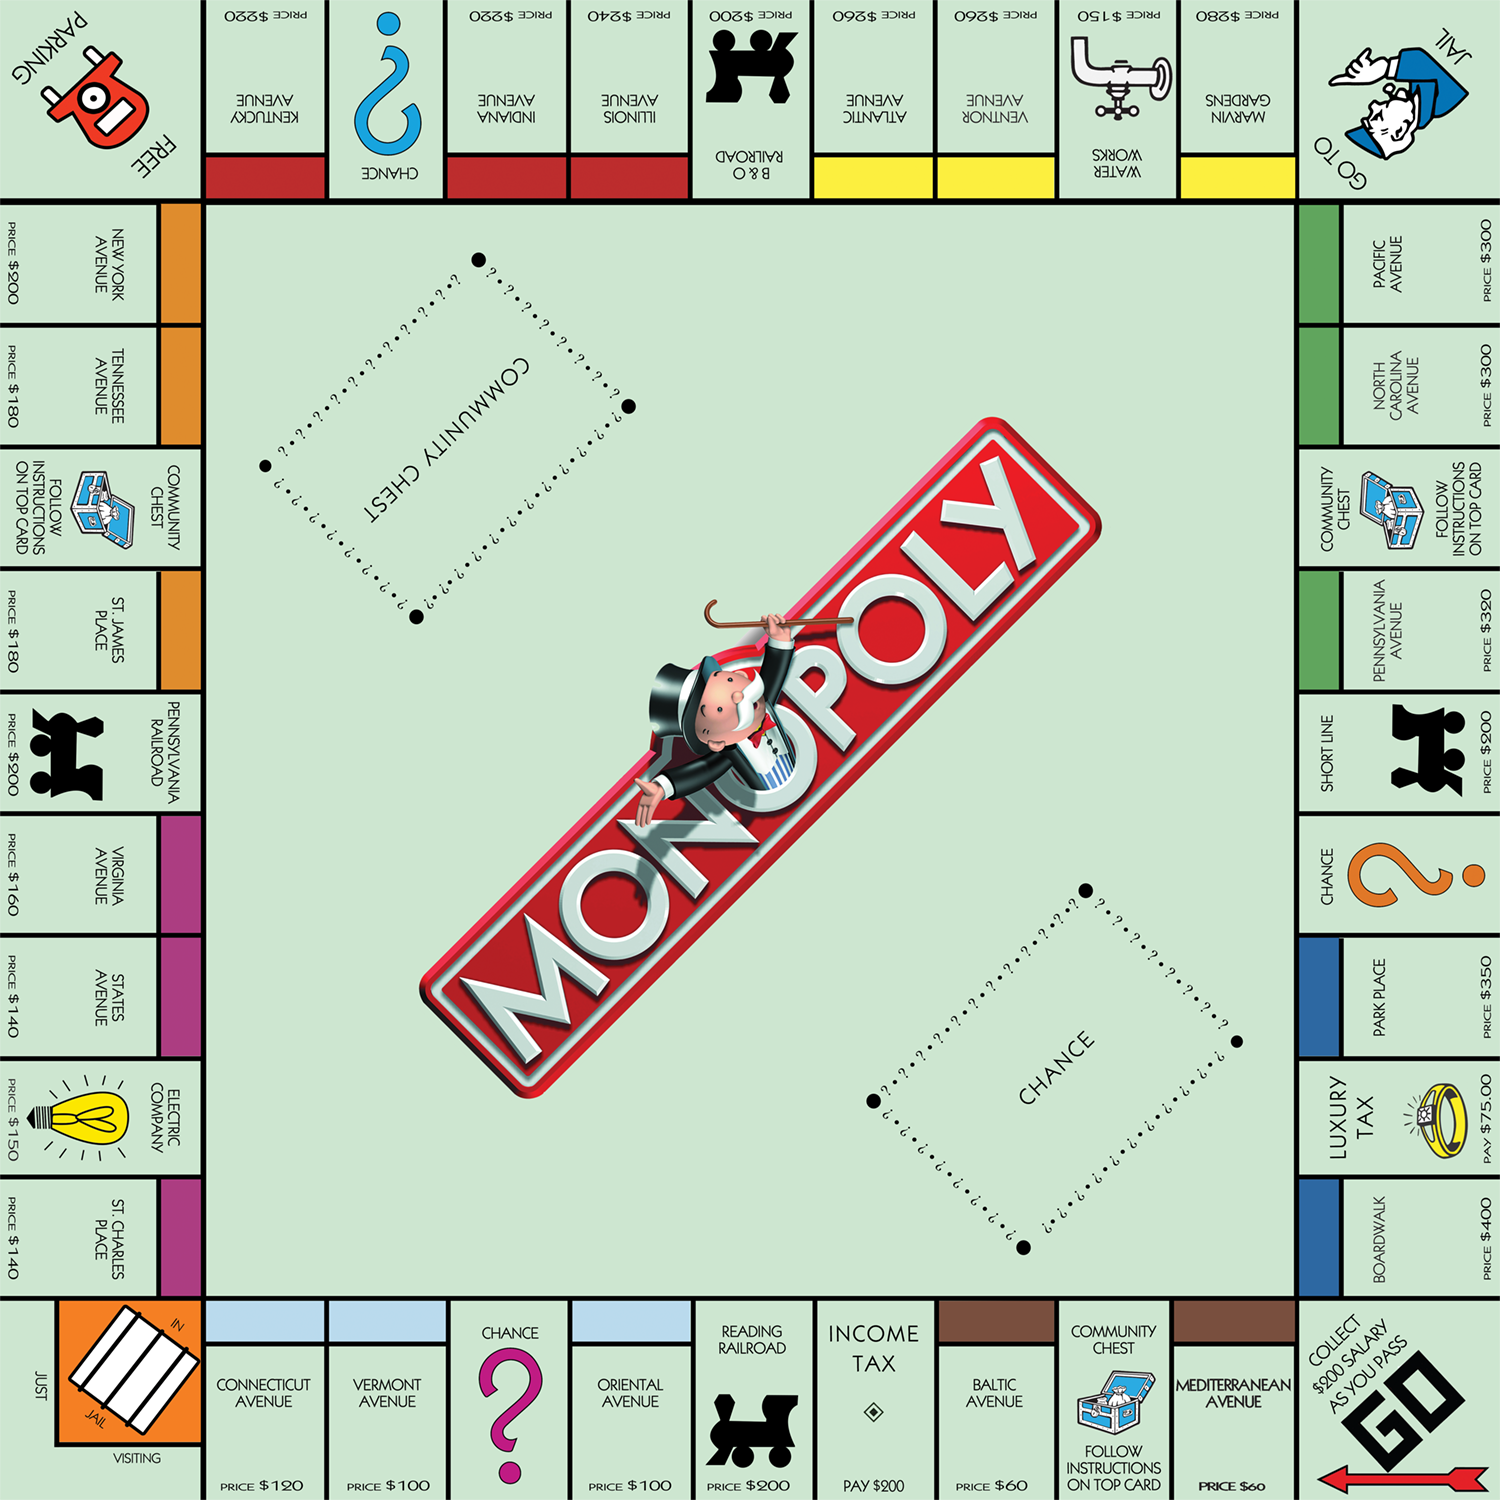 PARKING
FREE
PRICE $220
KENTUCKY
AVENUE
CHANCE
PRICE $220
INDIANA
AVENUE
PRICE $240
ILLINOIS
AVENUE
PRICE $200
B & O
RAILROAD
PRICE $260
ATLANTIC
AVENUE
PRICE $260
VENTNOR
AVENUE
PRICE $150
WATER
WORKS
PRICE $280
MARVIN
GARDENS
GO TO
JAIL
NEW YORK
AVENUE
PRICE $200
TENNESSEE
AVENUE
PRICE $180
COMMUNITY
CHEST
FOLLOW
INSTRUCTIONS
ON TOP CARD
ST. JAMES
PLACE
PRICE $180
PENNSYLVANIA
RAILROAD
PRICE $200
VIRGINIA
AVENUE
PRICE $160
STATES
AVENUE
PRICE $140
ELECTRIC
COMPANY
PRICE $150
ST. CHARLES
PLACE
PRICE $140
COMMUNITY CHEST
MONOPOLY
CHANCE
PACIFIC
AVENUE
PRICE $300
NORTH
CAROLINA
AVENUE
PRICE $300
COMMUNITY
CHEST
FOLLOW
INSTRUCTIONS
ON TOP CARD
PENNSYLVANIA
AVENUE
PRICE $320
SHORT LINE
PRICE $200
CHANCE
PARK PLACE
PRICE $350
LUXURY
TAX
PAY $75.00
BOARDWALK
PRICE $400
JUST
VISITING
IN
JAIL
CONNECTICUT
AVENUE
PRICE $120
VERMONT
AVENUE
PRICE $100
CHANCE
ORIENTAL
AVENUE
PRICE $100
READING
RAILROAD
PRICE $200
INCOME
TAX
PAY $200
BALTIC
AVENUE
PRICE $60
COMMUNITY
CHEST
FOLLOW
INSTRUCTIONS
ON TOP CARD
MEDITERRANEAN
AVENUE
PRICE $60
COLLECT
$200 SALARY
AS YOU PASS
GO